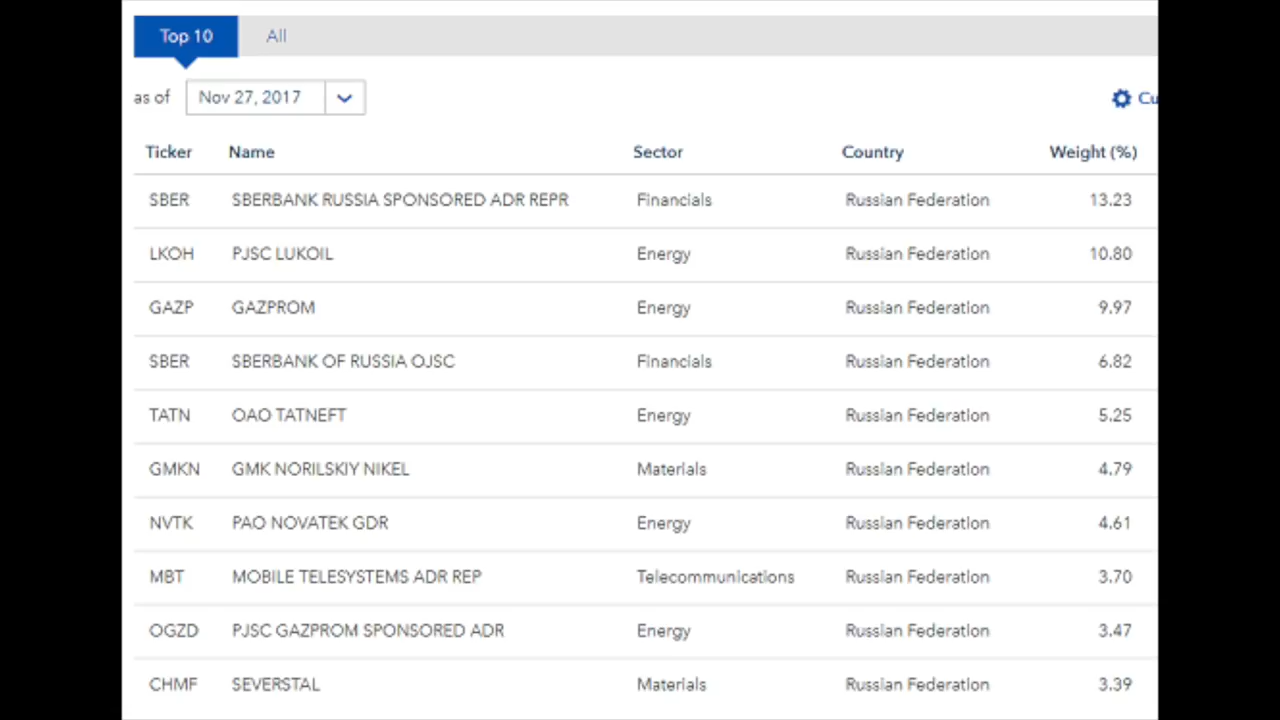 Top 10 All
as of Nov 27, 2017 Cu
Ticker Name Sector Country Weight (%)
SBER SBERBANK RUSSIA SPONSORED ADR REPR Financials Russian Federation 13.23
LKOH PJSC LUKOIL Energy Russian Federation 10.80
GAZP GAZPROM Energy Russian Federation 9.97
SBER SBERBANK OF RUSSIA OJSC Financials Russian Federation 6.82
TATN OAO TATNEFT Energy Russian Federation 5.25
GMKN GMK NORILSKIY NIKEL Materials Russian Federation 4.79
NVTK PAO NOVATEK GDR Energy Russian Federation 4.61
MBT MOBILE TELESYSTEMS ADR REP Telecommunications Russian Federation 3.70
OGZD PJSC GAZPROM SPONSORED ADR Energy Russian Federation 3.47
CHMF SEVERSTAL Materials Russian Federation 3.39